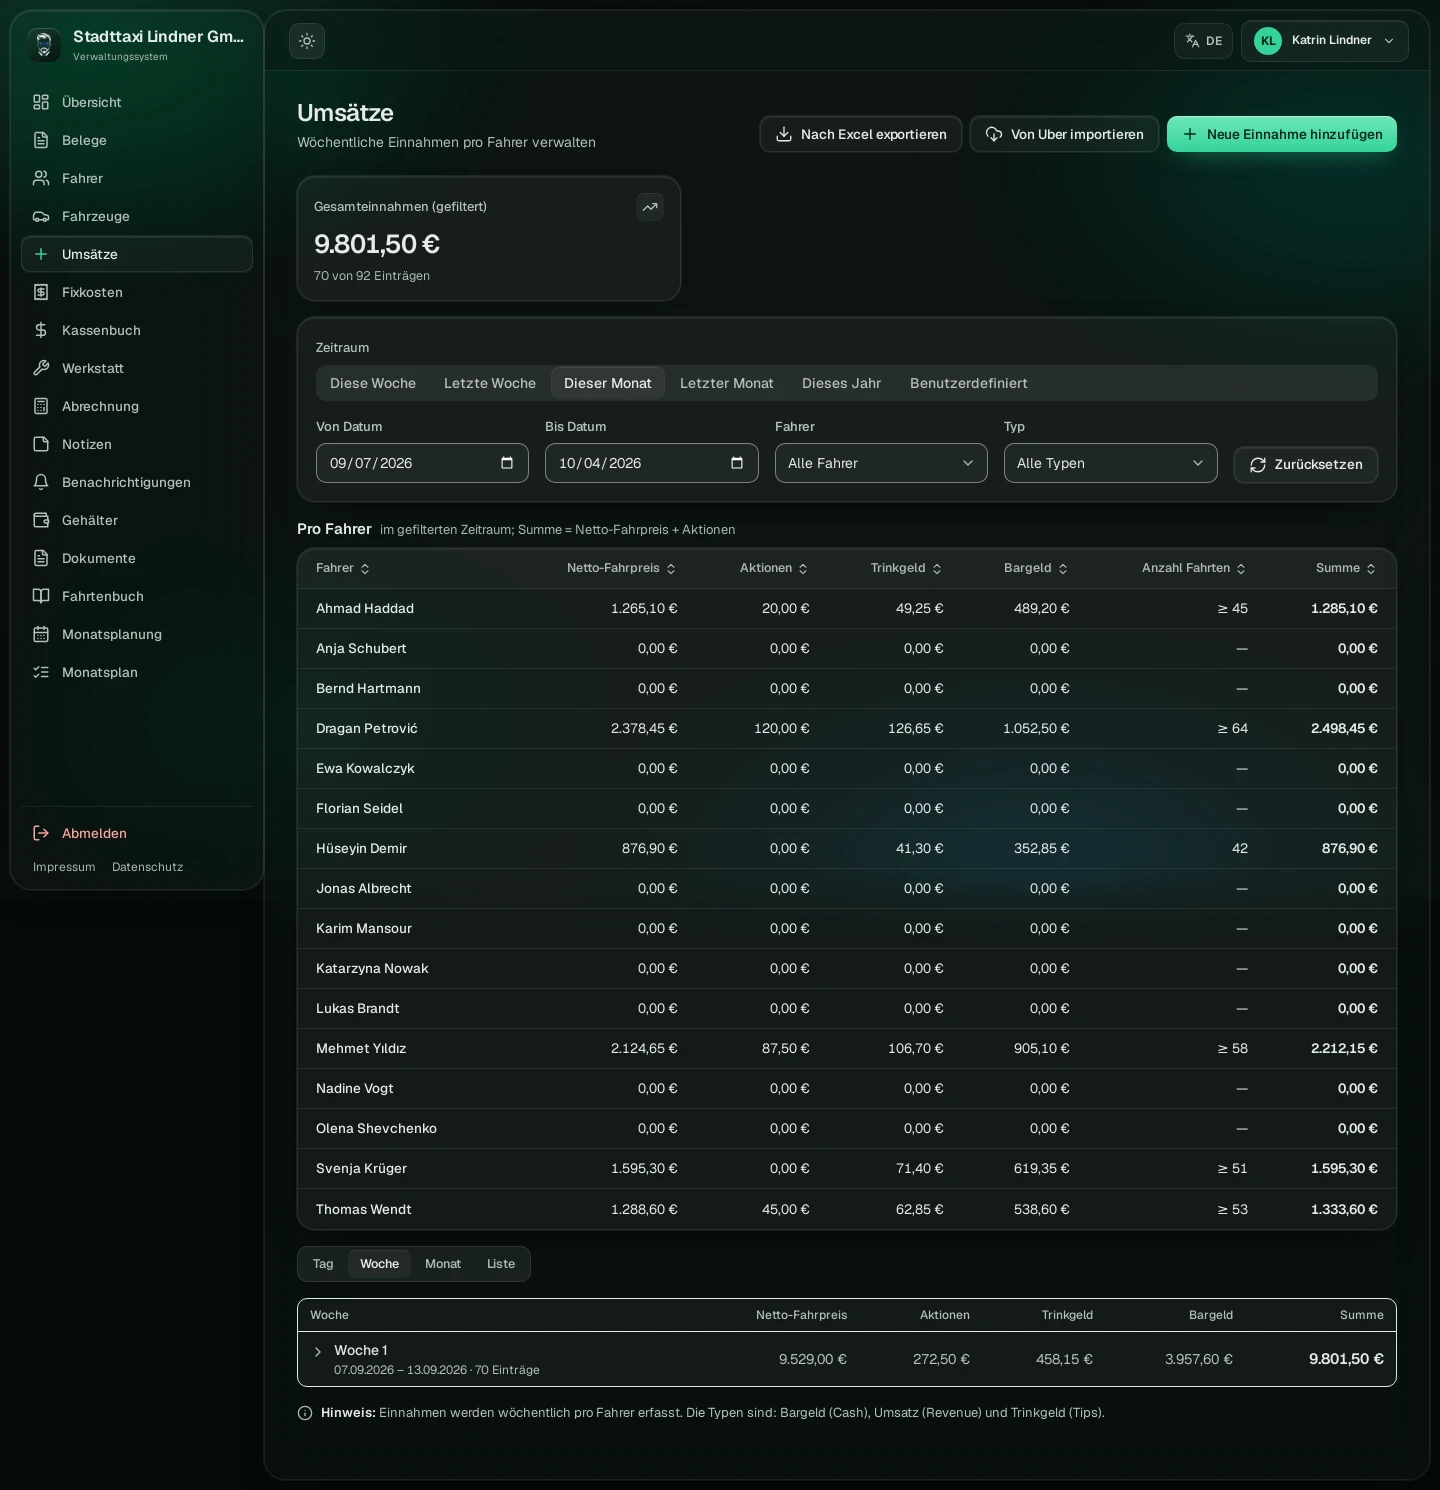 Stadttaxi Lindner Gm...
Verwaltungssystem
Übersicht
Belege
Fahrer
Fahrzeuge
Umsätze
Fixkosten
Kassenbuch
Werkstatt
Abrechnung
Notizen
Benachrichtigungen
Gehälter
Dokumente
Fahrtenbuch
Monatsplanung
Monatsplan
Abmelden
Impressum Datenschutz
DE KL Katrin Lindner
Umsätze
Wöchentliche Einnahmen pro Fahrer verwalten
Nach Excel exportieren Von Uber importieren Neue Einnahme hinzufügen
Gesamteinnahmen (gefiltert)
9.801,50 €
70 von 92 Einträgen
Zeitraum
Diese Woche Letzte Woche Dieser Monat Letzter Monat Dieses Jahr Benutzerdefiniert
Von Datum Bis Datum Fahrer Typ
09/07/2026 10/04/2026 Alle Fahrer Alle Typen Zurücksetzen
Pro Fahrer im gefilterten Zeitraum; Summe = Netto-Fahrpreis + Aktionen
Fahrer Netto-Fahrpreis Aktionen Trinkgeld Bargeld Anzahl Fahrten Summe
Ahmad Haddad 1.265,10 € 20,00 € 49,25 € 489,20 € ≥ 45 1.285,10 €
Anja Schubert 0,00 € 0,00 € 0,00 € 0,00 € — 0,00 €
Bernd Hartmann 0,00 € 0,00 € 0,00 € 0,00 € — 0,00 €
Dragan Petrović 2.378,45 € 120,00 € 126,65 € 1.052,50 € ≥ 64 2.498,45 €
Ewa Kowalczyk 0,00 € 0,00 € 0,00 € 0,00 € — 0,00 €
Florian Seidel 0,00 € 0,00 € 0,00 € 0,00 € — 0,00 €
Hüseyin Demir 876,90 € 0,00 € 41,30 € 352,85 € 42 876,90 €
Jonas Albrecht 0,00 € 0,00 € 0,00 € 0,00 € — 0,00 €
Karim Mansour 0,00 € 0,00 € 0,00 € 0,00 € — 0,00 €
Katarzyna Nowak 0,00 € 0,00 € 0,00 € 0,00 € — 0,00 €
Lukas Brandt 0,00 € 0,00 € 0,00 € 0,00 € — 0,00 €
Mehmet Yıldız 2.124,65 € 87,50 € 106,70 € 905,10 € ≥ 58 2.212,15 €
Nadine Vogt 0,00 € 0,00 € 0,00 € 0,00 € — 0,00 €
Olena Shevchenko 0,00 € 0,00 € 0,00 € 0,00 € — 0,00 €
Svenja Krüger 1.595,30 € 0,00 € 71,40 € 619,35 € ≥ 51 1.595,30 €
Thomas Wendt 1.288,60 € 45,00 € 62,85 € 538,60 € ≥ 53 1.333,60 €
Tag Woche Monat Liste
Woche Netto-Fahrpreis Aktionen Trinkgeld Bargeld Summe
Woche 1 9.529,00 € 272,50 € 458,15 € 3.957,60 € 9.801,50 €
07.09.2026 – 13.09.2026 · 70 Einträge
Hinweis: Einnahmen werden wöchentlich pro Fahrer erfasst. Die Typen sind: Bargeld (Cash), Umsatz (Revenue) und Trinkgeld (Tips).